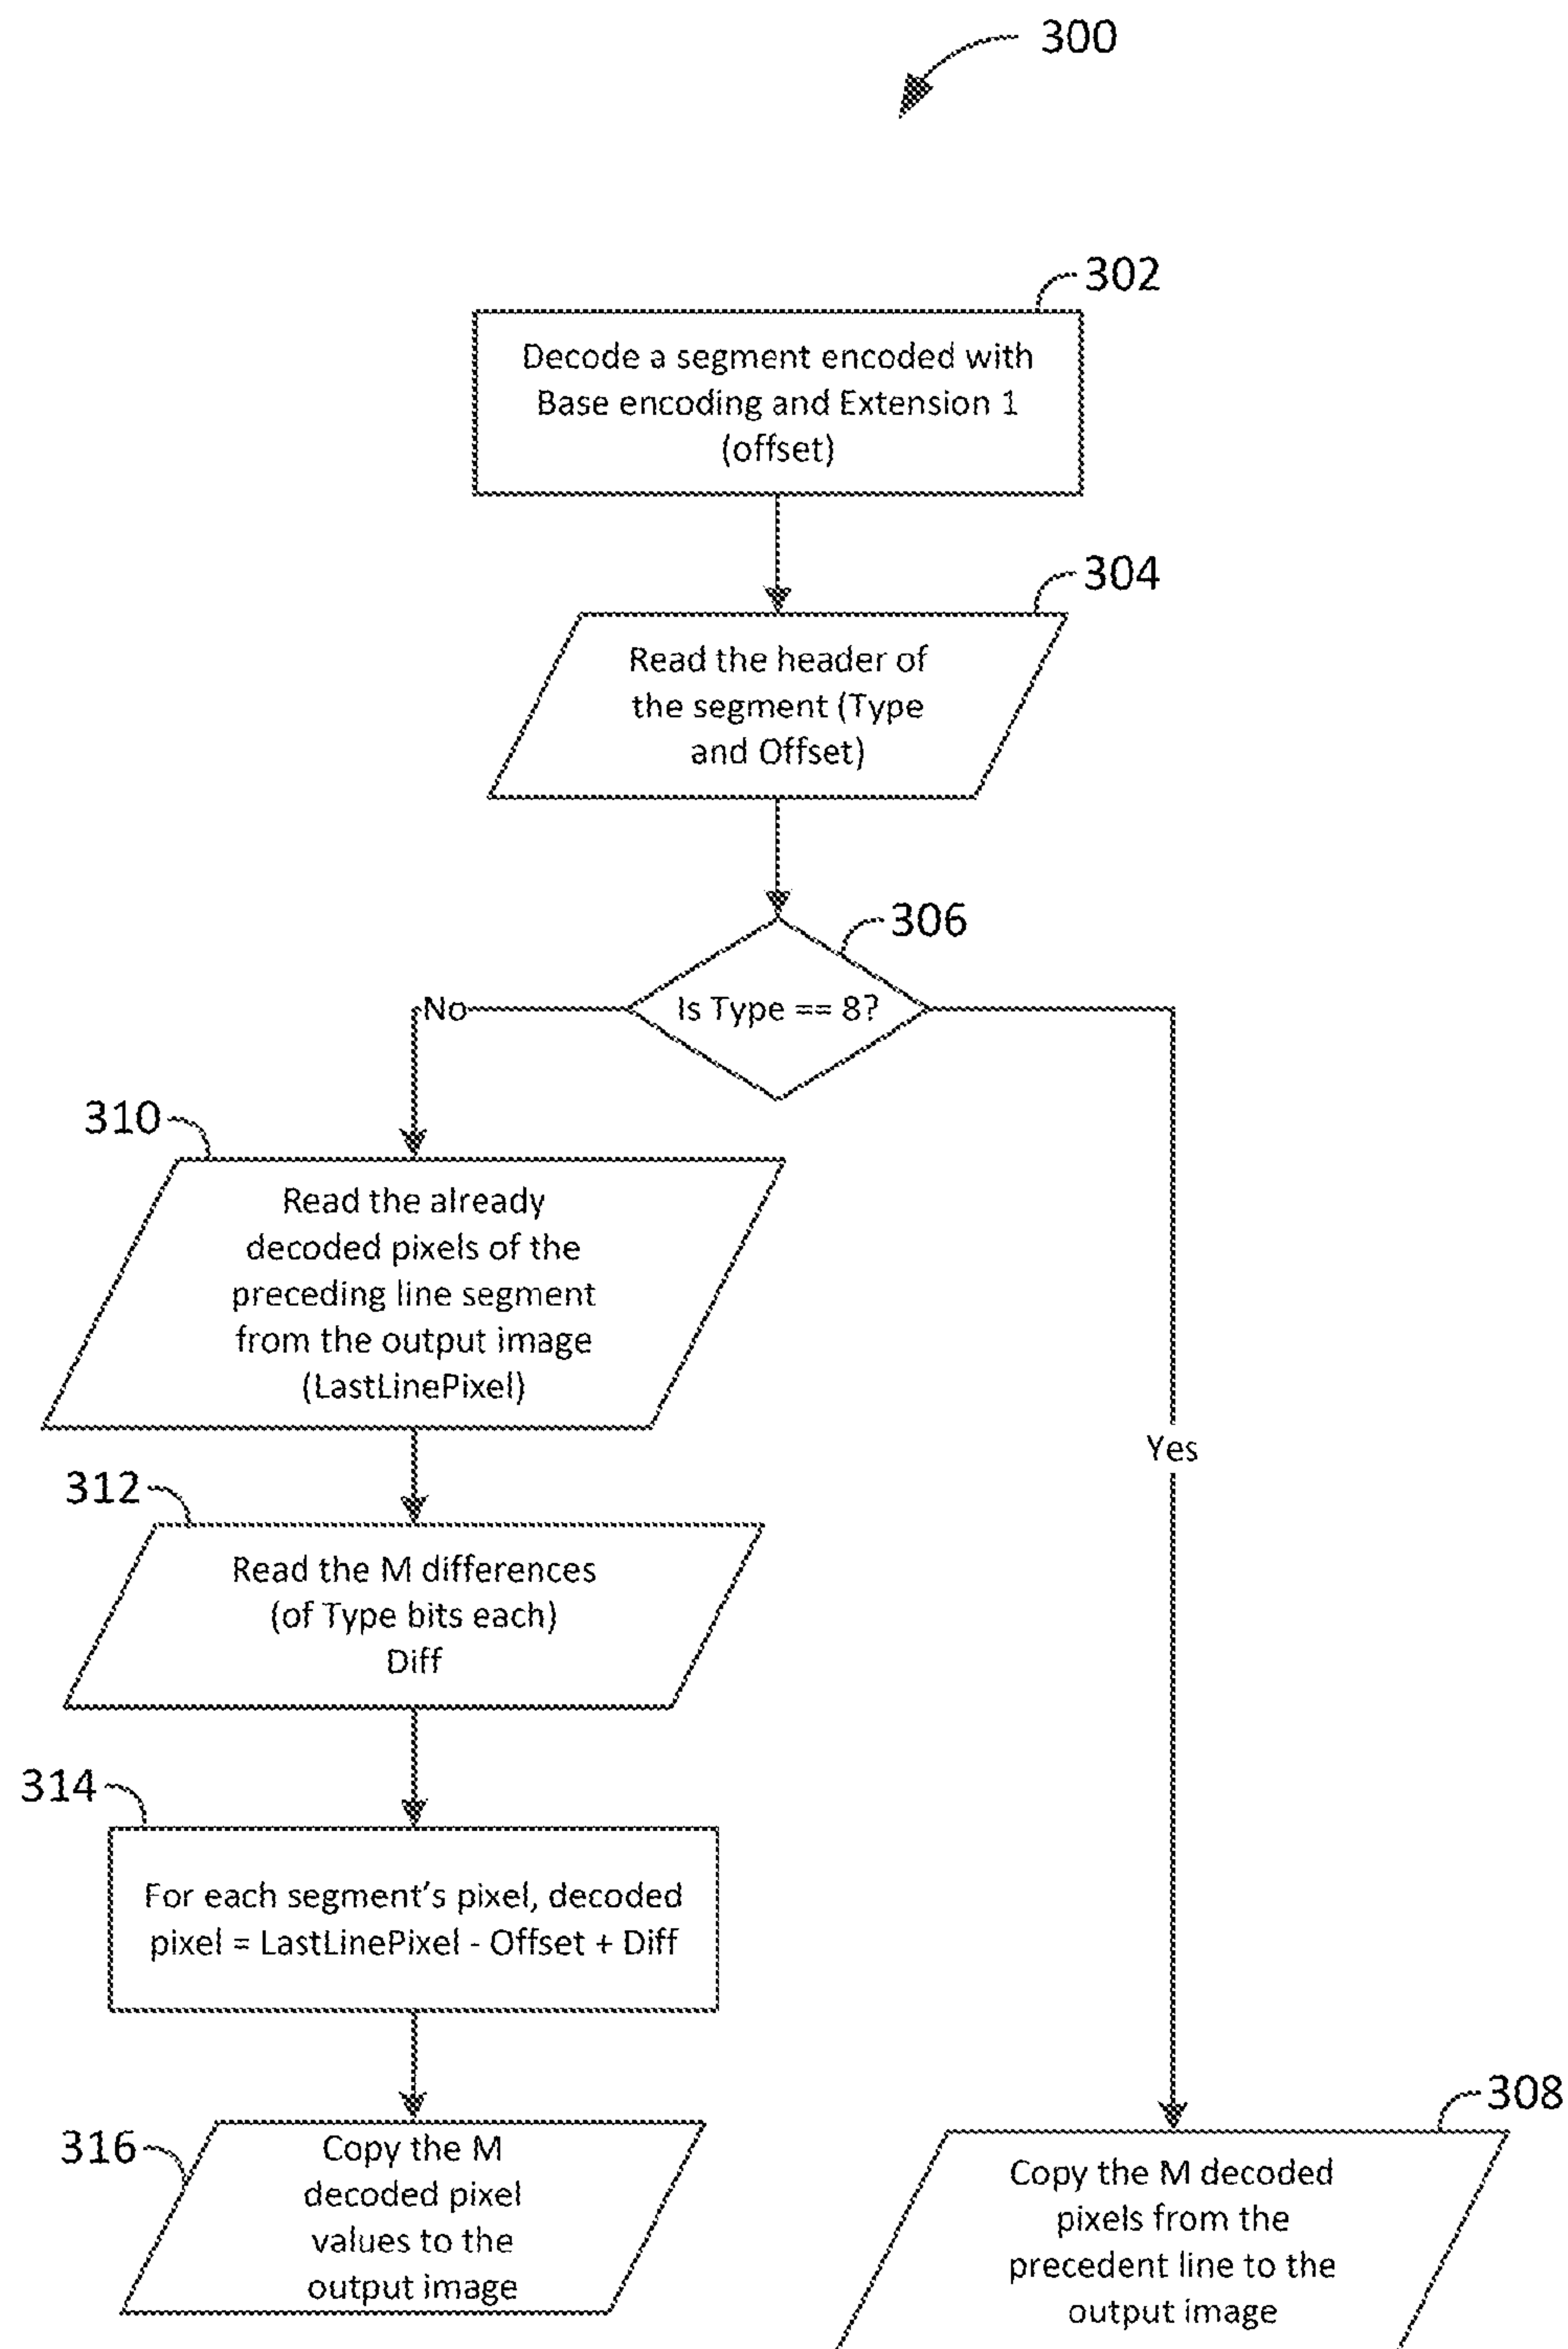 300
302
Decode a segment encoded with
Base encoding and Extension 1
(offset)
304
Read the header of
the segment (Type
and Offset)
306
Is Type == 8?
No
310
Read the already
decoded pixels of the
preceding line segment
from the output image
(LastLinePixel)
Yes
312
Read the M differences
(of Type bits each)
Diff
314
For each segment's pixel, decoded
pixel = LastLinePixel - Offset + Diff
316
Copy the M
decoded pixel
values to the
output image
308
Copy the M decoded
pixels from the
precedent line to the
output image